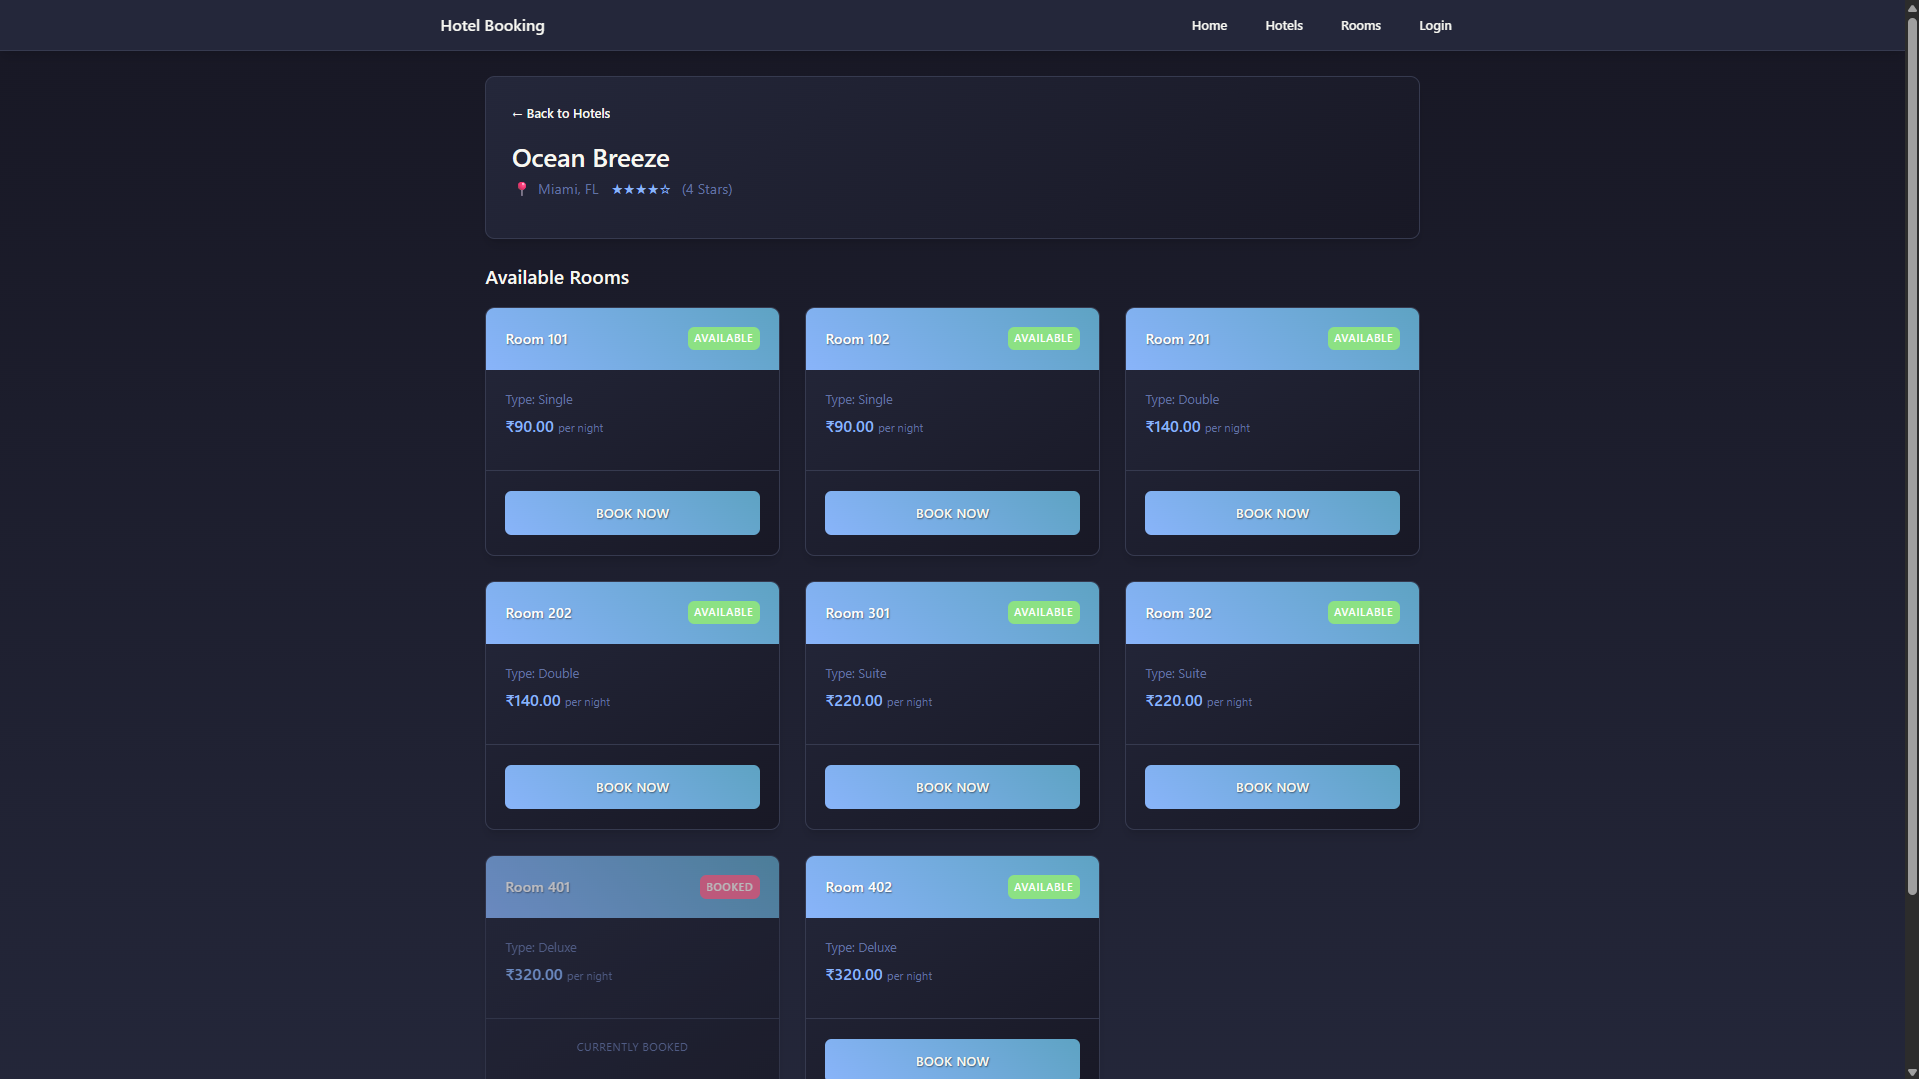 Hotel Booking
Home Hotels Rooms Login
← Back to Hotels
Ocean Breeze
📍 Miami, FL ★★★★☆ (4 Stars)
Available Rooms
Room 101 AVAILABLE
Type: Single
₹90.00 per night
BOOK NOW
Room 102 AVAILABLE
Type: Single
₹90.00 per night
BOOK NOW
Room 201 AVAILABLE
Type: Double
₹140.00 per night
BOOK NOW
Room 202 AVAILABLE
Type: Double
₹140.00 per night
BOOK NOW
Room 301 AVAILABLE
Type: Suite
₹220.00 per night
BOOK NOW
Room 302 AVAILABLE
Type: Suite
₹220.00 per night
BOOK NOW
Room 401 BOOKED
Type: Deluxe
₹320.00 per night
CURRENTLY BOOKED
Room 402 AVAILABLE
Type: Deluxe
₹320.00 per night
BOOK NOW